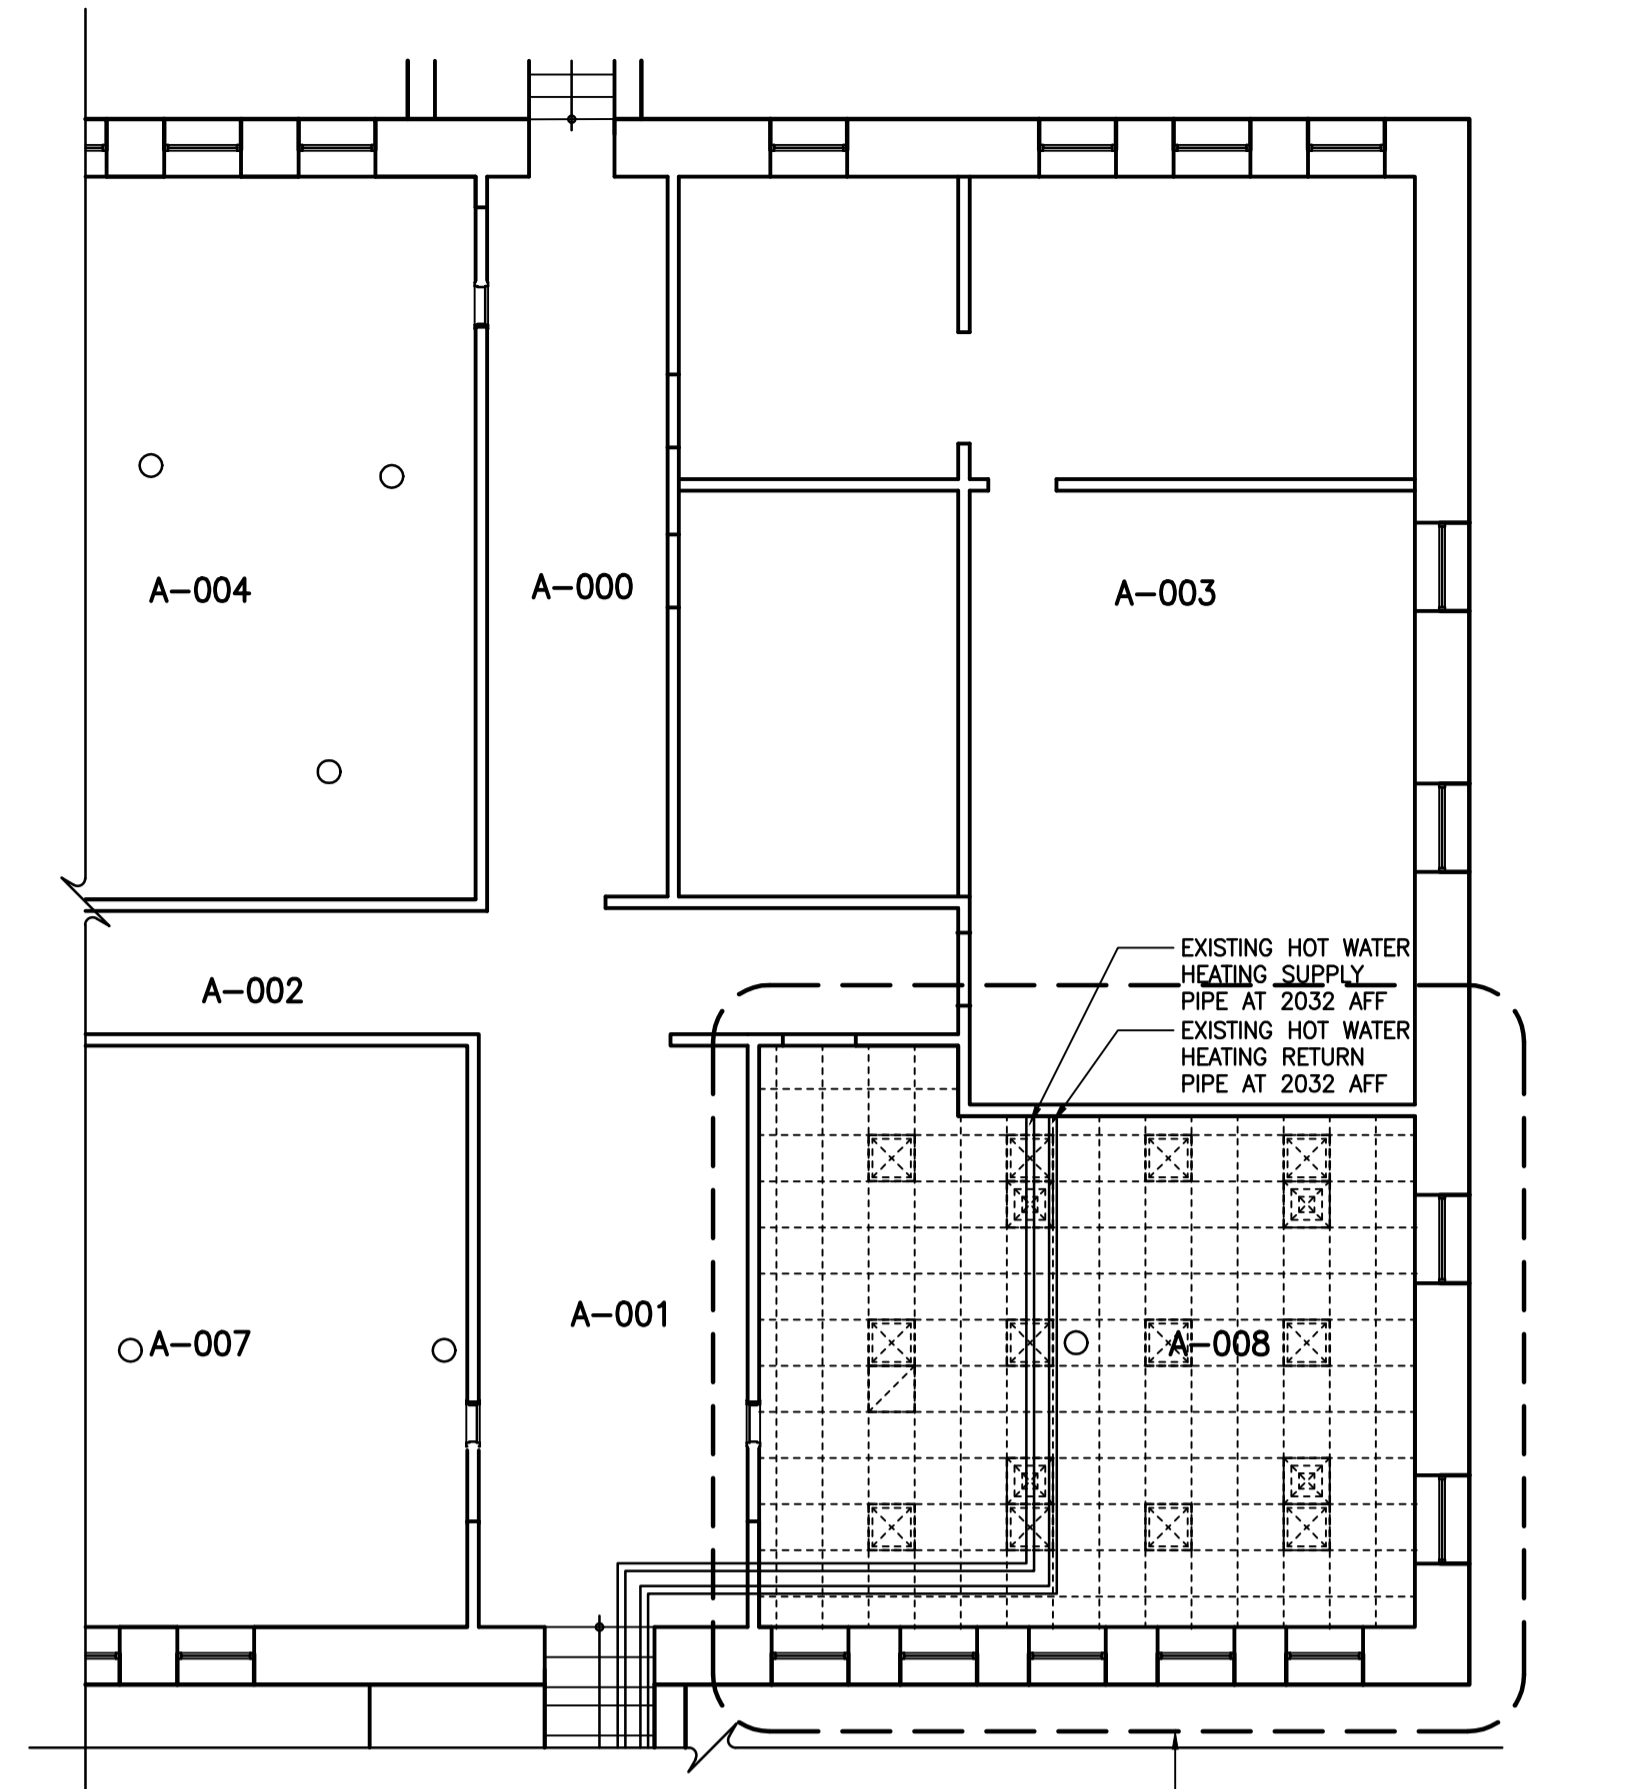 A-004
A-000
A-003
EXISTING HOT WATER
HEATING SUPPLY
PIPE AT 2032 AFF
EXISTING HOT WATER
HEATING RETURN
PIPE AT 2032 AFF
A-002
A-001
A-007
A-008